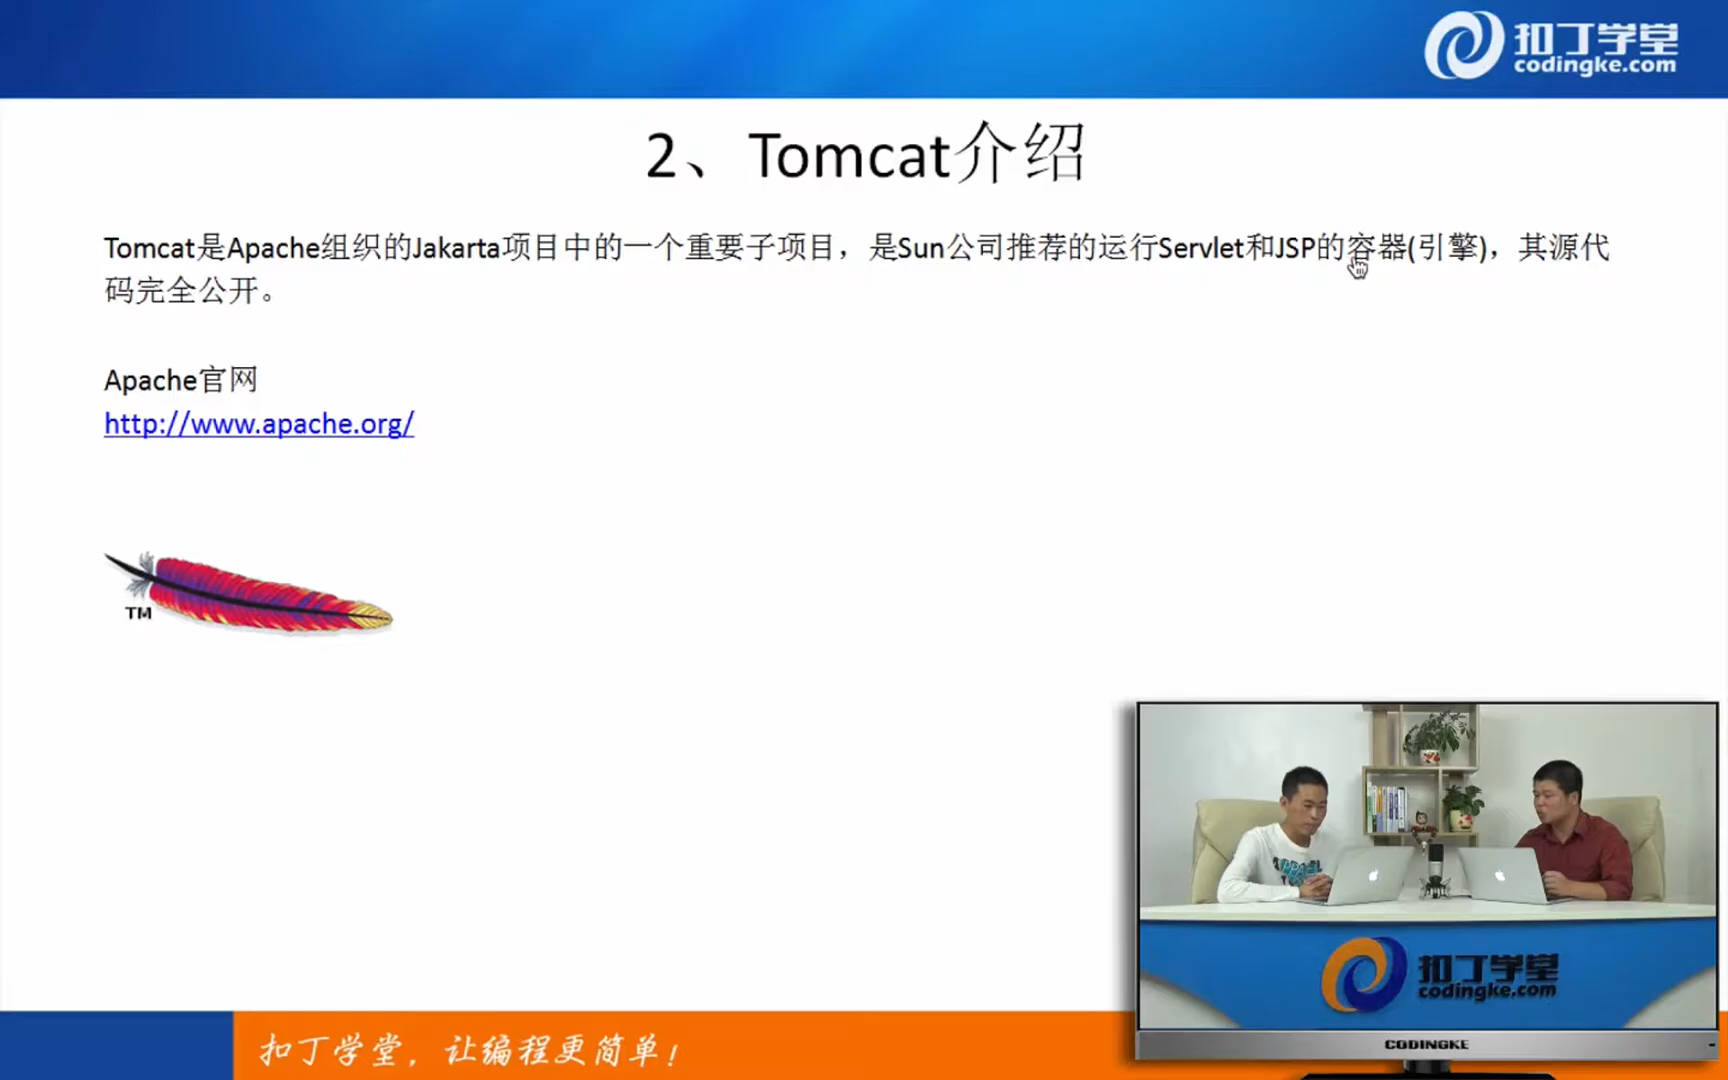 扣丁学堂
codingke.com
2、Tomcat介绍
Tomcat是Apache组织的Jakarta项目中的一个重要子项目，是Sun公司推荐的运行Servlet和JSP的容器(引擎)，其源代
码完全公开。
Apache官网
http://www.apache.org/
TM
扣丁学堂
codingke.com
CODINGKE
扣丁学堂，让编程更简单！